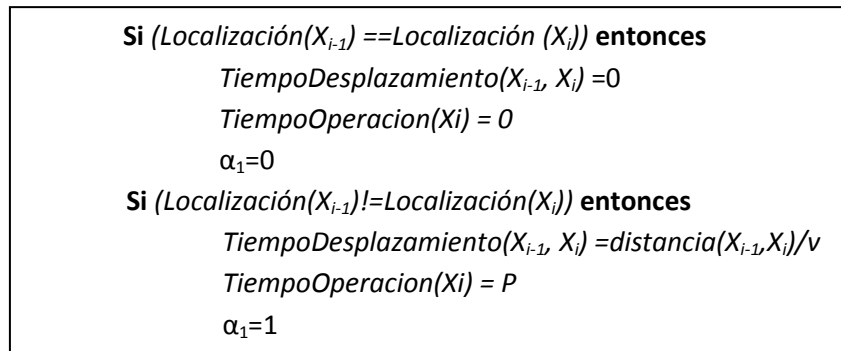 Si (Localización(Xi-1) ==Localización (Xi)) entonces
TiempoDesplazamiento(Xi-1, Xi) =0
TiempoOperacion(Xi) = 0
α1=0
Si (Localización(Xi-1)!=Localización(Xi)) entonces
TiempoDesplazamiento(Xi-1, Xi) =distancia(Xi-1,Xi)/v
TiempoOperacion(Xi) = P
α1=1